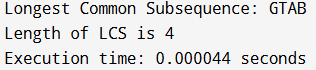 Longest Common Subsequence: GTAB
Length of LCS is 4
Execution time: 0.000044 seconds